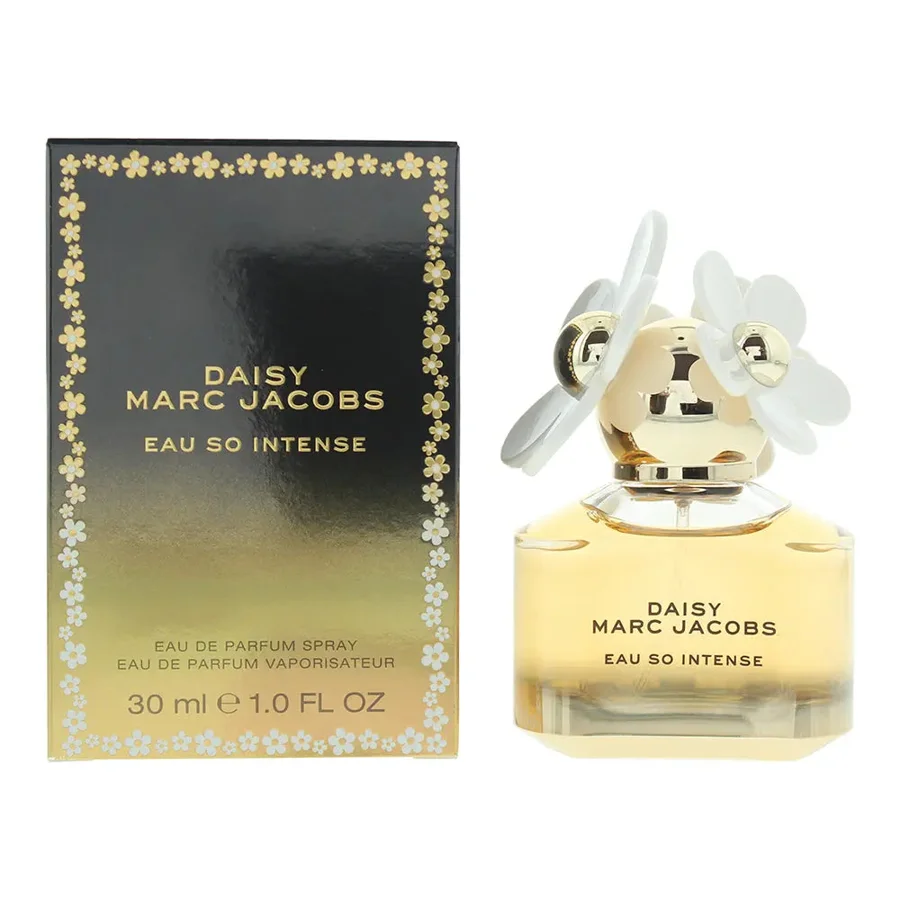 DAISY
MARC JACOBS
EAU SO INTENSE
EAU DE PARFUM SPRAY
EAU DE PARFUM VAPORISATEUR
30 ml ℮ 1.0 FL OZ
DAISY
MARC JACOBS
EAU SO INTENSE